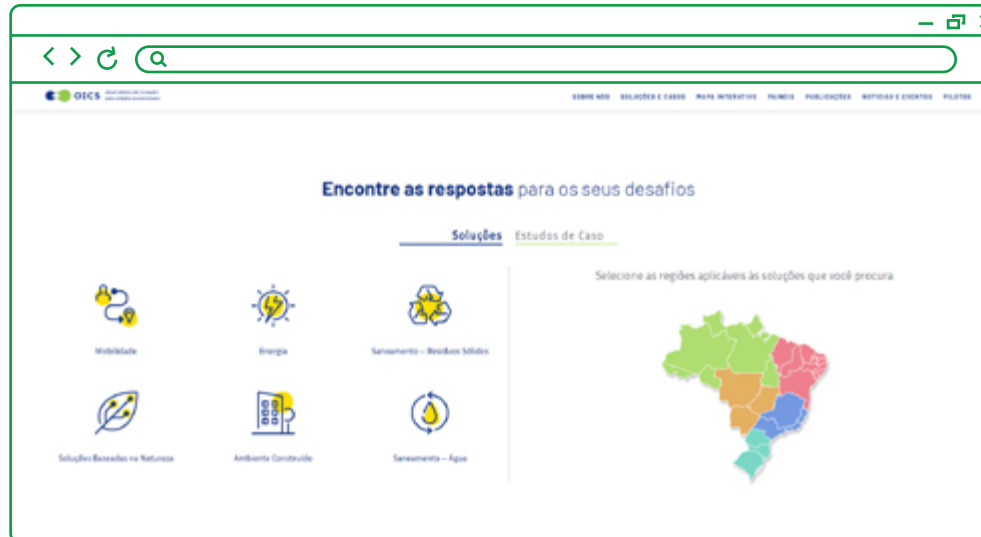 OICS
SOBRE NÓS SOLUÇÕES E CASOS MAPA INTERATIVO PAINEIS PUBLICAÇÕES NOTÍCIAS E EVENTOS PILOTOS
Encontre as respostas para os seus desafios
Soluções Estudos de Caso
Selecione as regiões aplicáveis às soluções que você procura
Mobilidade Energia Saneamento – Resíduos Sólidos
Soluções Baseadas na Natureza Ambiente Construído Saneamento – Água